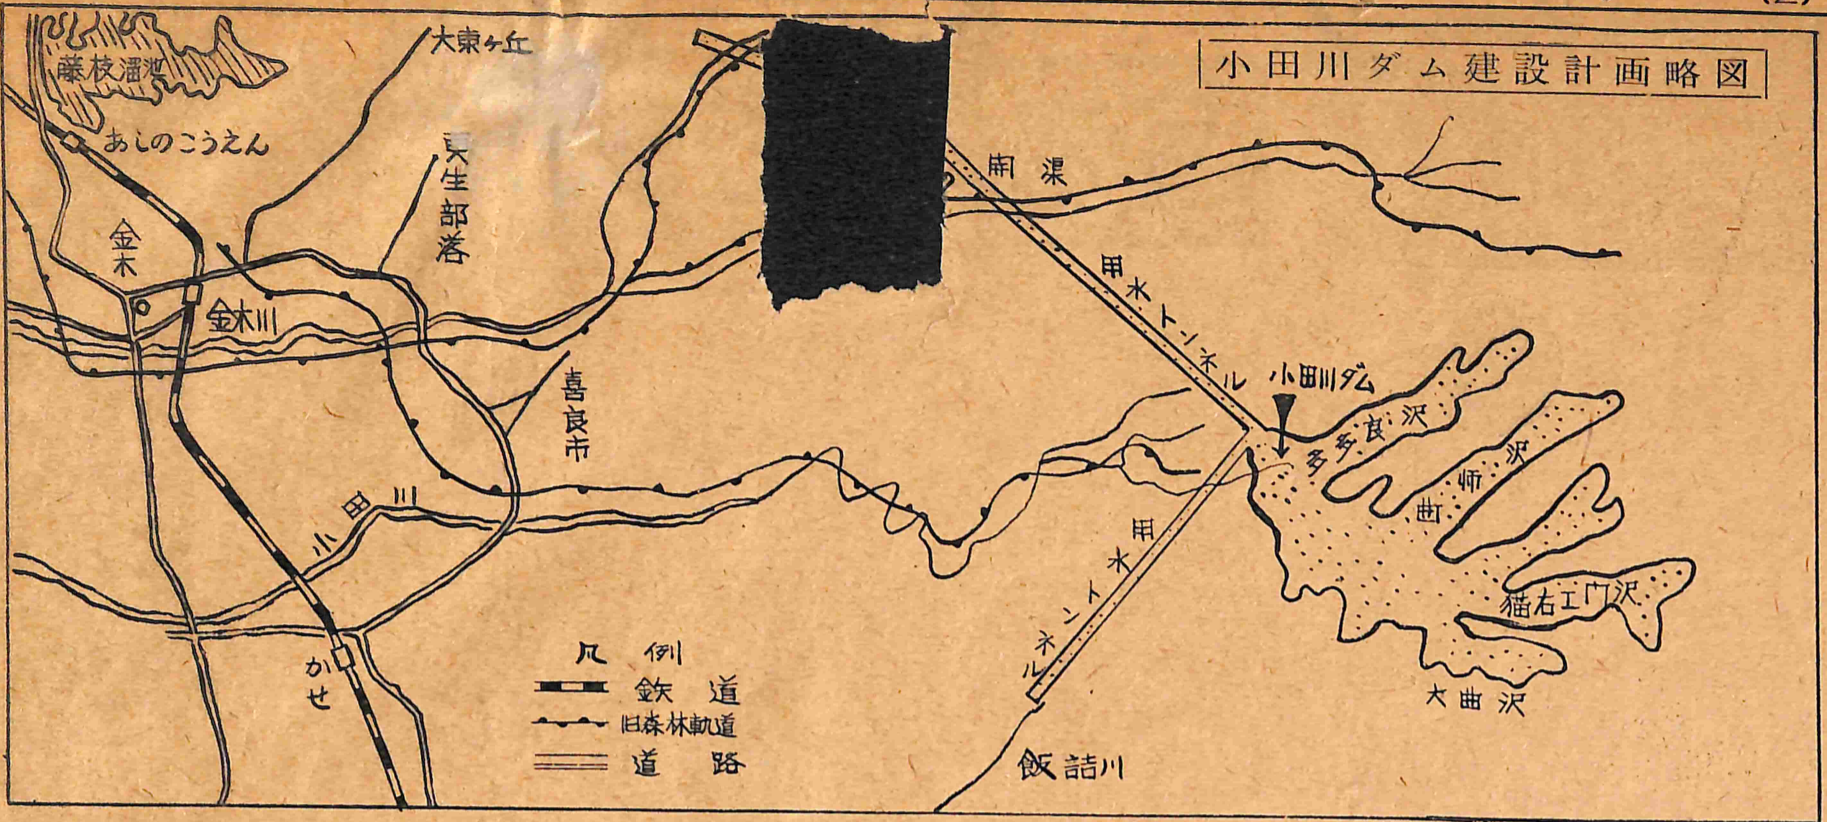 小田川ダム建設計画略図
藤枝溜池
大東ヶ丘
あしのこうえん
更生部落
金木
金木川
喜良市
小田川
かせ
開渠
用水トンネル
小田川ダム
多多良沢
曲師沢
猫右エ門沢
大曲沢
用水トンネル
飯詰川
凡例
鉄道
旧森林軌道
道路